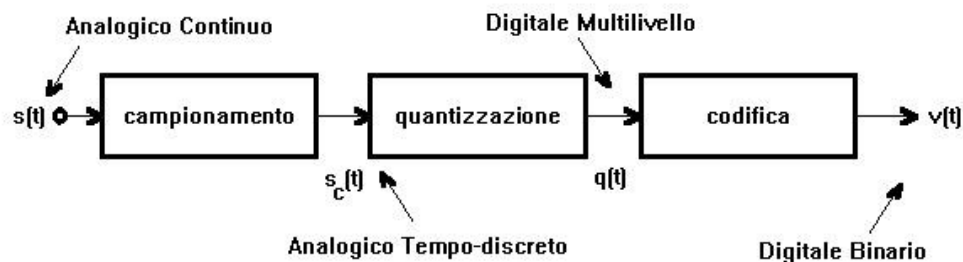 Analogico Continuo
Digitale Multilivello
s(t)
campionamento
quantizzazione
codifica
v(t)
s_c(t)
q(t)
Analogico Tempo-discreto
Digitale Binario